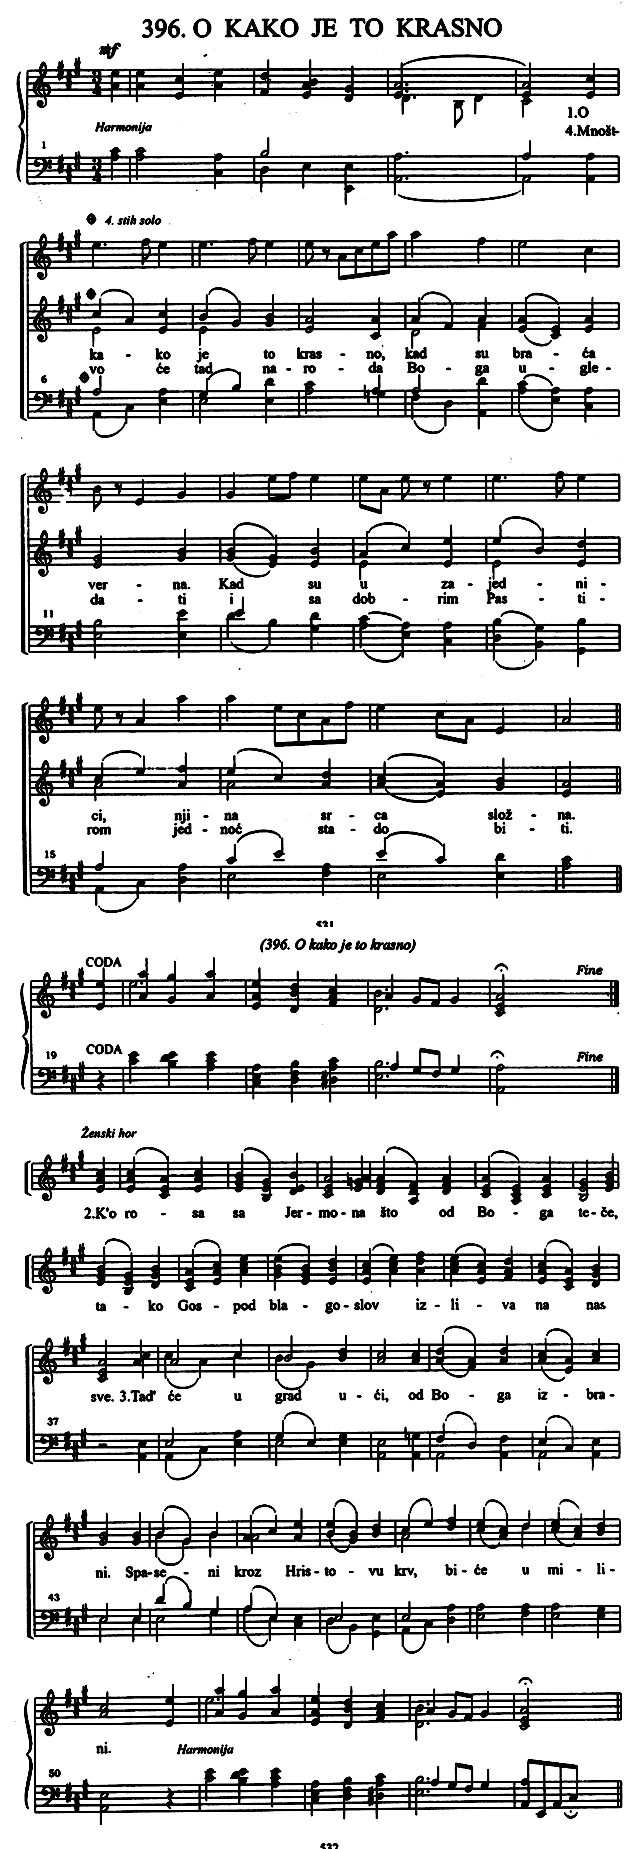 396. O KAKO JE TO KRASNO
mf
Harmonija
1.O
4.Mnošt-
1
4. stih solo
ka - ko je to kras - no, kad su bra - ća
vo - će tad na - ro - da Bo - ga u - gle -
6
ver - na. Kad su u za - jed - ni -
da - ti i sa dob - rim Pas - ti -
11
ci, nji - na sr - ca slož - na.
rom jed - noć sta - do bi - ti.
15
531
(396. O kako je to krasno)
CODA
Fine
19 CODA
Fine
Ženski hor
2.K'o ro - sa sa Jer - mo - na što od Bo - ga te - če,
ta - ko Gos - pod bla - go - slov iz - li - va na nas
sve. 3.Tad' će u grad u - ći, od Bo - ga iz - bra -
37
ni. Spa - se - ni kroz Hris - to - vu krv, bi - će u mi - li -
43
ni. Harmonija
50
532